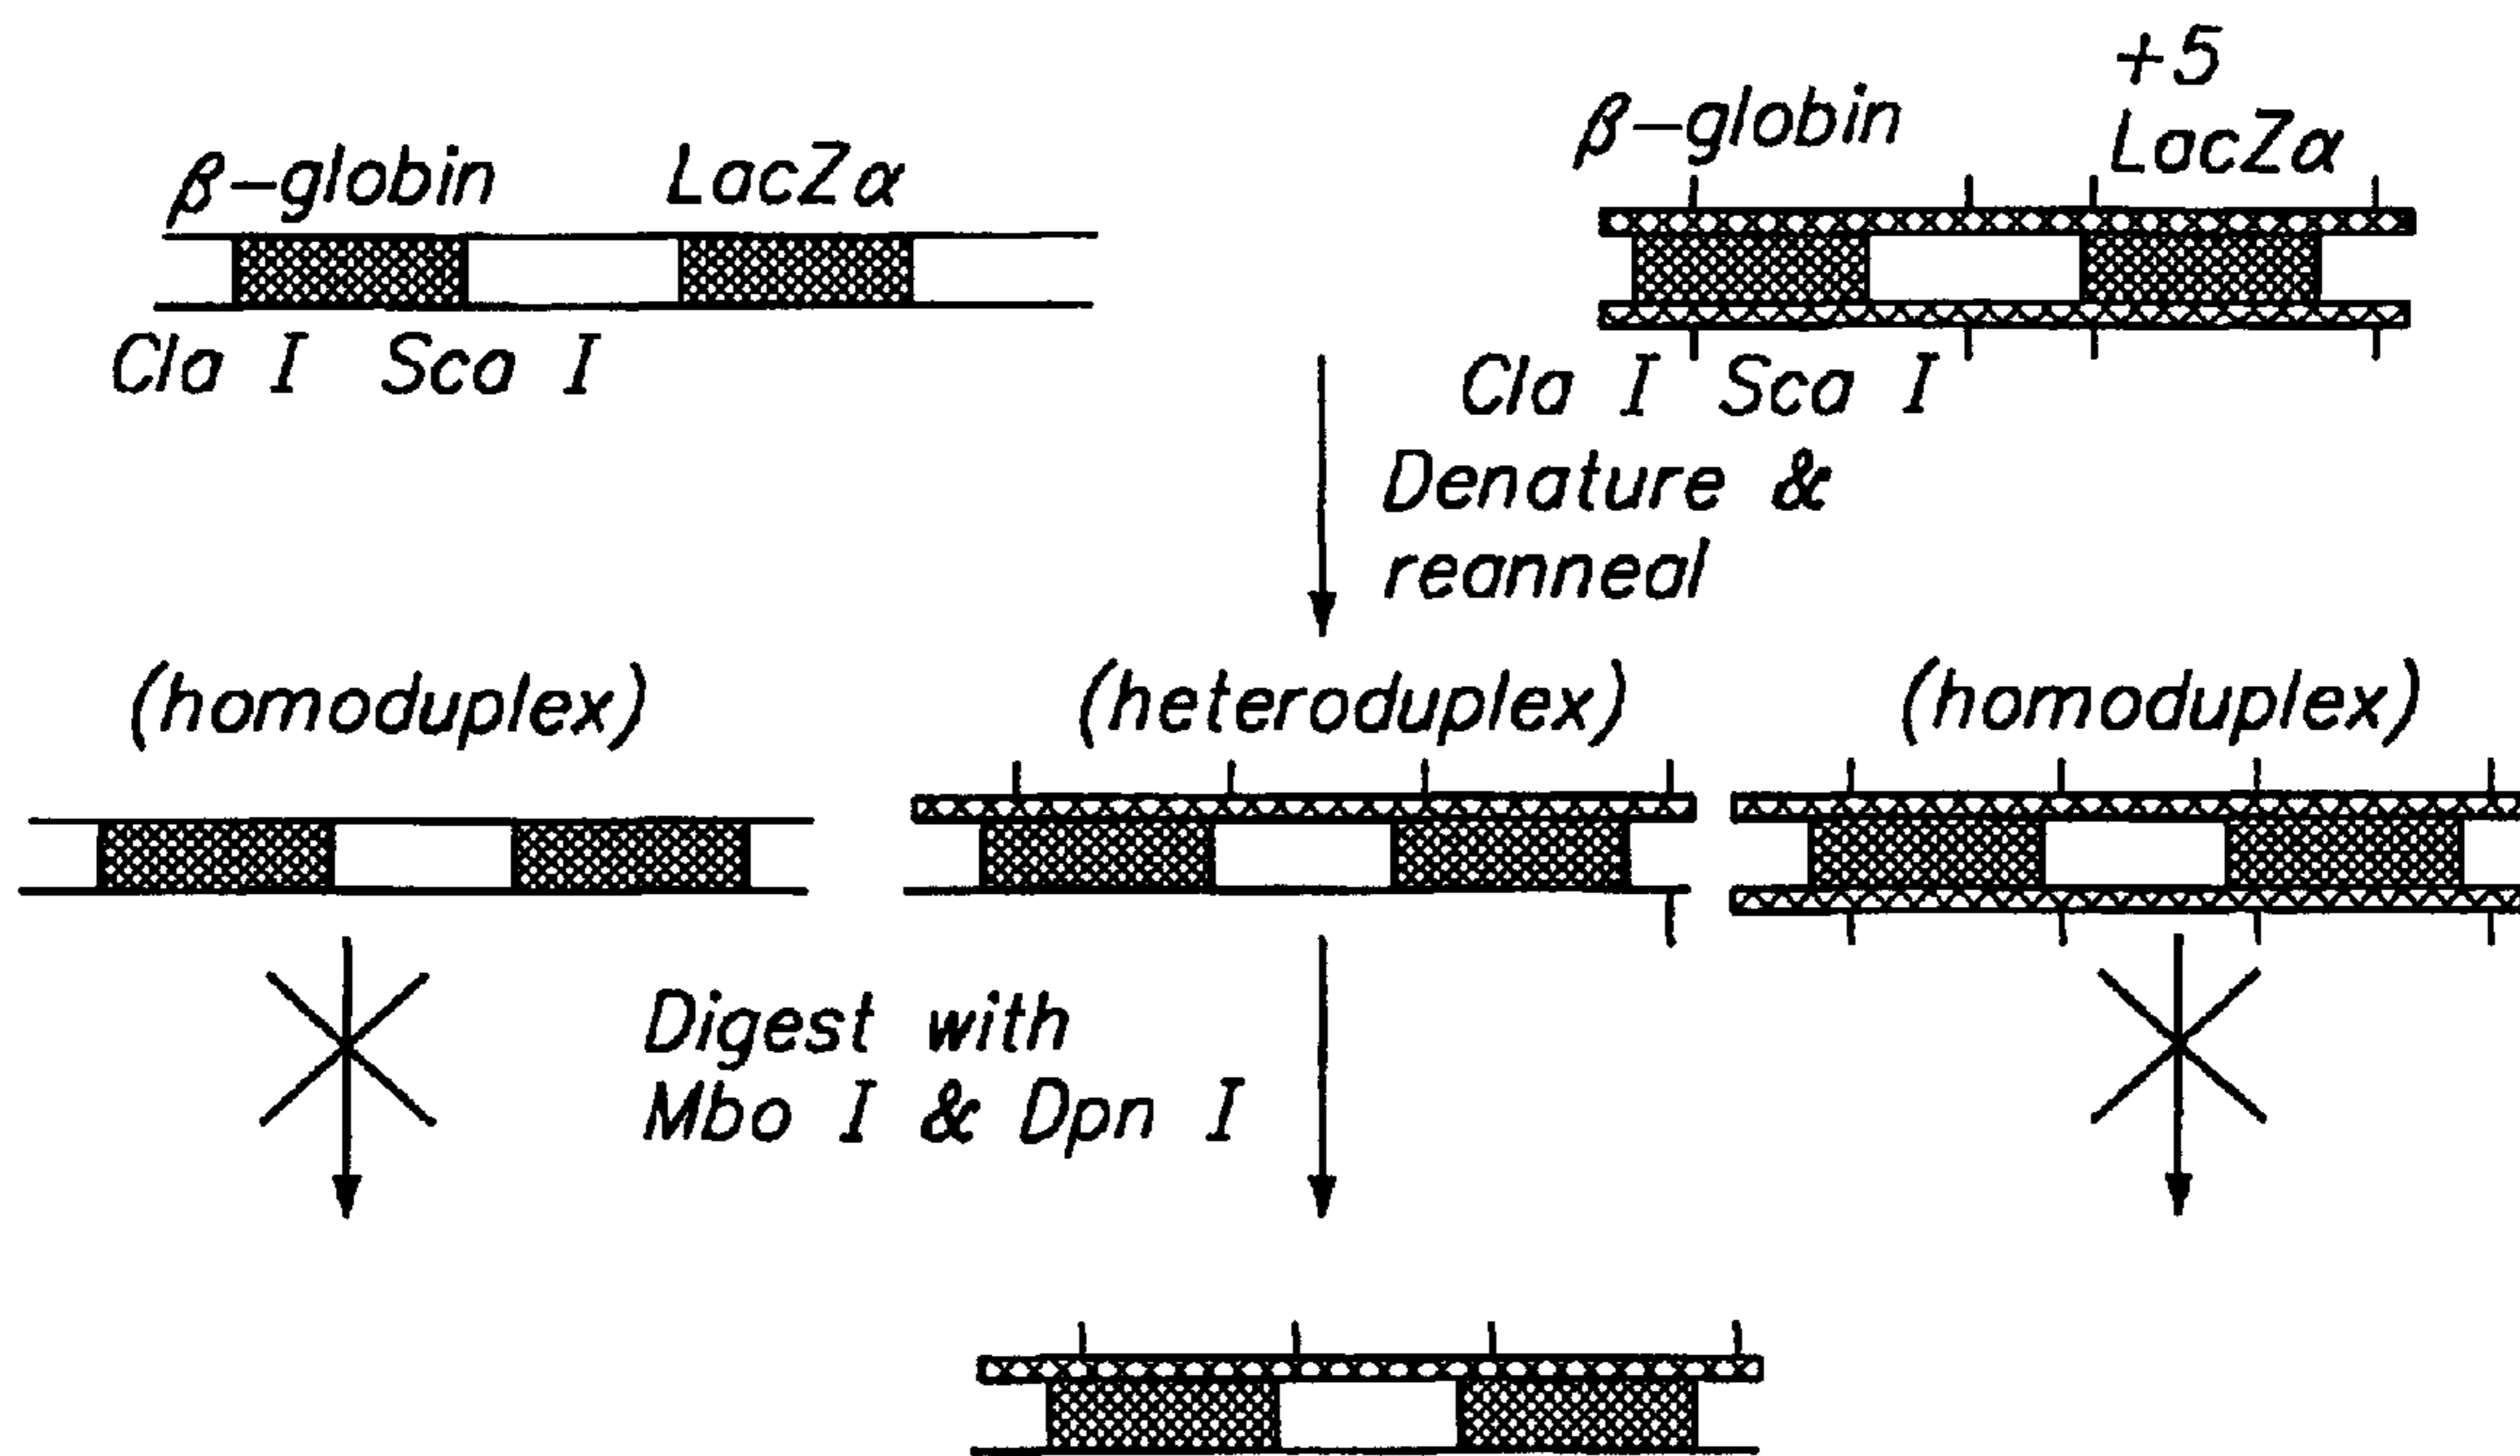 β-globin LacZα
Cla I Sca I
+5
β-globin LacZα
Cla I Sca I
Denature &
reanneal
(homoduplex) (heteroduplex) (homoduplex)
Digest with
Mbo I & Dpn I